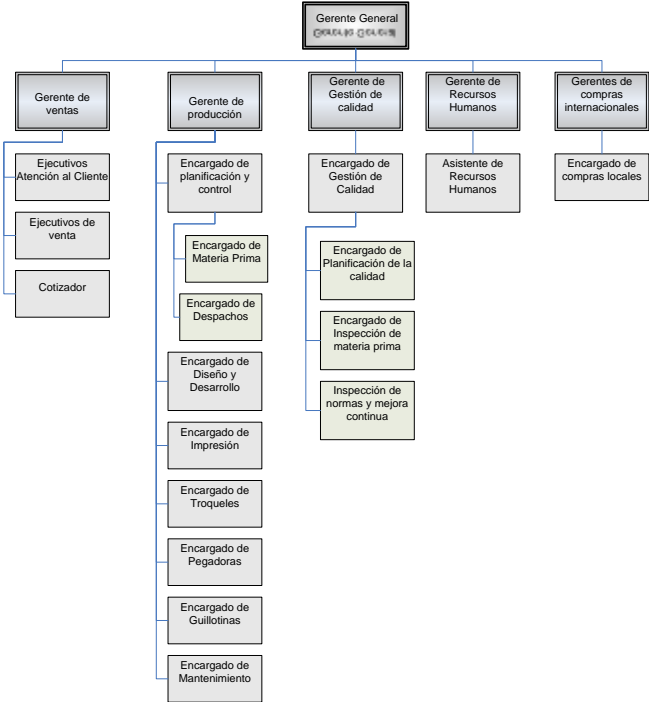 Gerente General
Gerente General
Gerente de
ventas
Gerente de
producción
Gerente de
Gestión de
calidad
Gerente de
Recursos
Humanos
Gerentes de
compras
internacionales
Ejecutivos
Atención al Cliente
Ejecutivos de
venta
Cotizador
Encargado de
planificación y
control
Encargado de
Materia Prima
Encargado de
Despachos
Encargado de
Diseño y
Desarrollo
Encargado de
Impresión
Encargado de
Troqueles
Encargado de
Pegadoras
Encargado de
Guillotinas
Encargado de
Mantenimiento
Encargado de
Gestión de
Calidad
Encargado de
Planificación de la
calidad
Encargado de
Inspección de
materia prima
Inspección de
normas y mejora
continua
Asistente de
Recursos
Humanos
Encargado de
compras locales